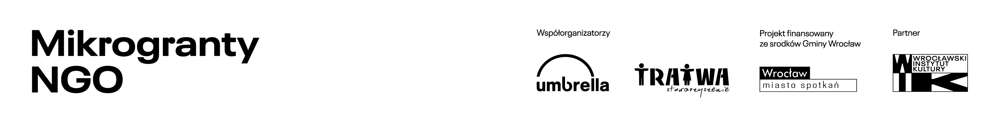 Mikrogranty
NGO
Współorganizatorzy
umbrella
TRATWA
stowarzyszenie
Projekt finansowany
ze srodków Gminy Wrocław
Wrocław
miasto spotkań
Partner
WROCŁAWSKI
INSTYTUT
KULTURY